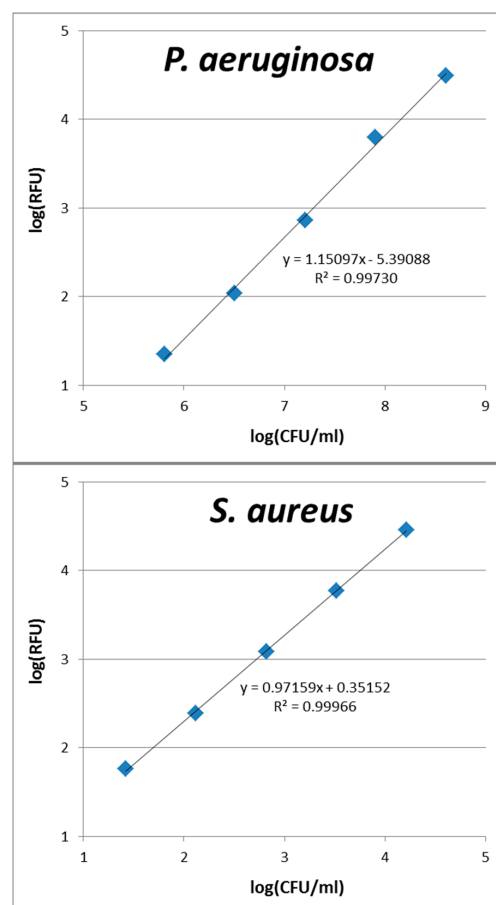 P. aeruginosa
5
4
3
2
1
log(RFU)
y = 1.15097x - 5.39088
R² = 0.99730
5 6 7 8 9
log(CFU/ml)
S. aureus
5
4
3
2
1
log(RFU)
y = 0.97159x + 0.35152
R² = 0.99966
1 2 3 4 5
log(CFU/ml)